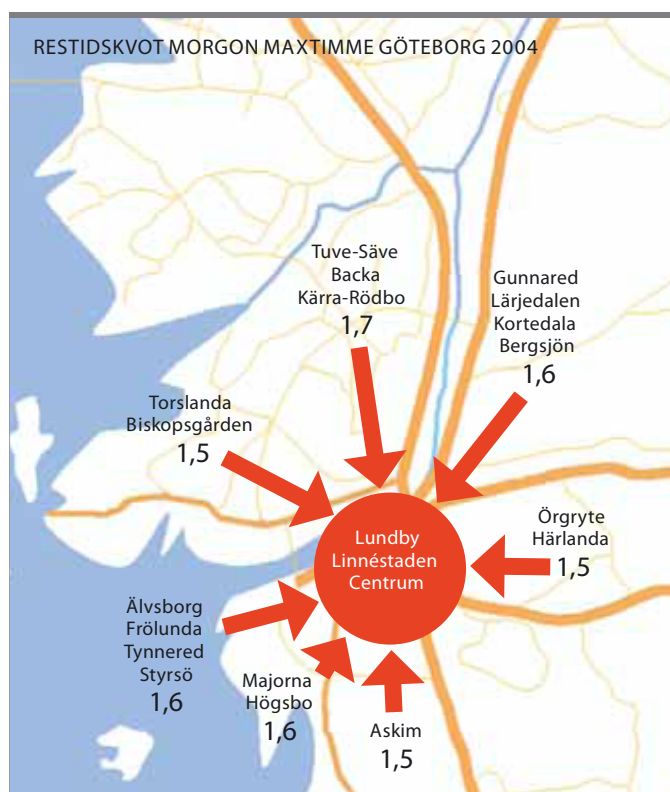 RESTIDSKVOT MORGON MAXTIMME GÖTEBORG 2004
Tuve-Säve
Backa
Kärra-Rödbo
1,7
Gunnared
Lärjedalen
Kortedala
Bergsjön
1,6
Torslanda
Biskopsgården
1,5
Örgryte
Härlanda
1,5
Lundby
Linnéstaden
Centrum
Älvsborg
Frölunda
Tynnered
Styrsö
1,6
Majorna
Högsbo
1,6
Askim
1,5